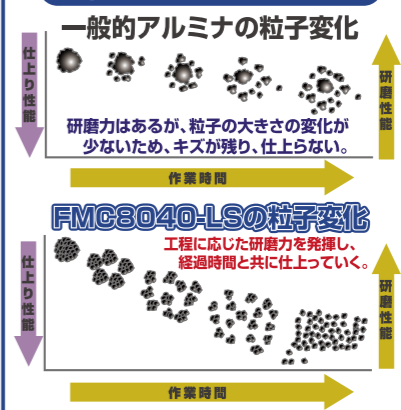 一般的アルミナの粒子変化
仕上り性能
研磨性能
研磨力はあるが、粒子の大きさの変化が
少ないため、キズが残り、仕上らない。
作業時間
FMC8040-LSの粒子変化
工程に応じた研磨力を発揮し、
経過時間と共に仕上っていく。
仕上り性能
研磨性能
作業時間